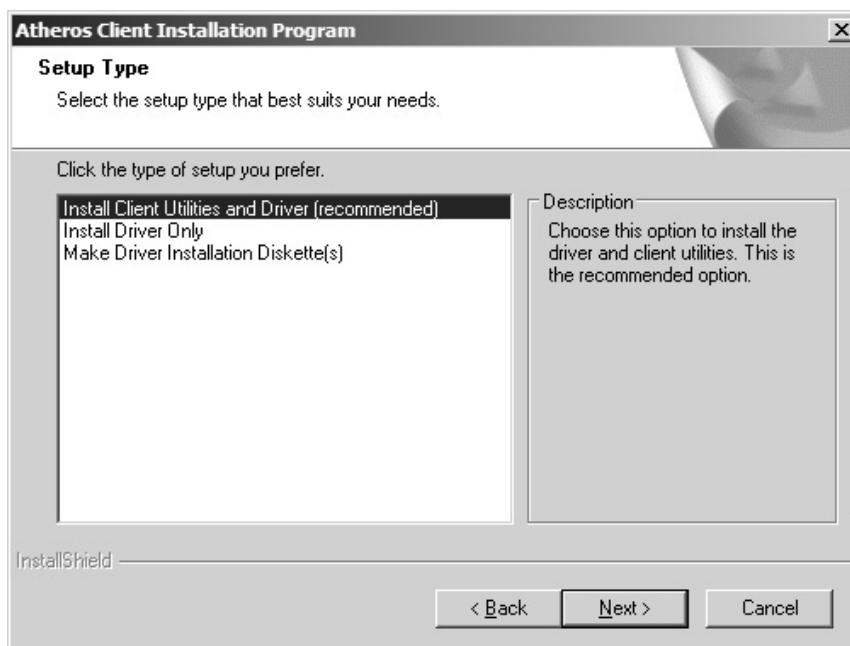 Atheros Client Installation Program
Setup Type
Select the setup type that best suits your needs.
Click the type of setup you prefer.
Install Client Utilities and Driver (recommended)
Install Driver Only
Make Driver Installation Diskette(s)
Description
Choose this option to install the
driver and client utilities. This is
the recommended option.
InstallShield
< Back
Next >
Cancel